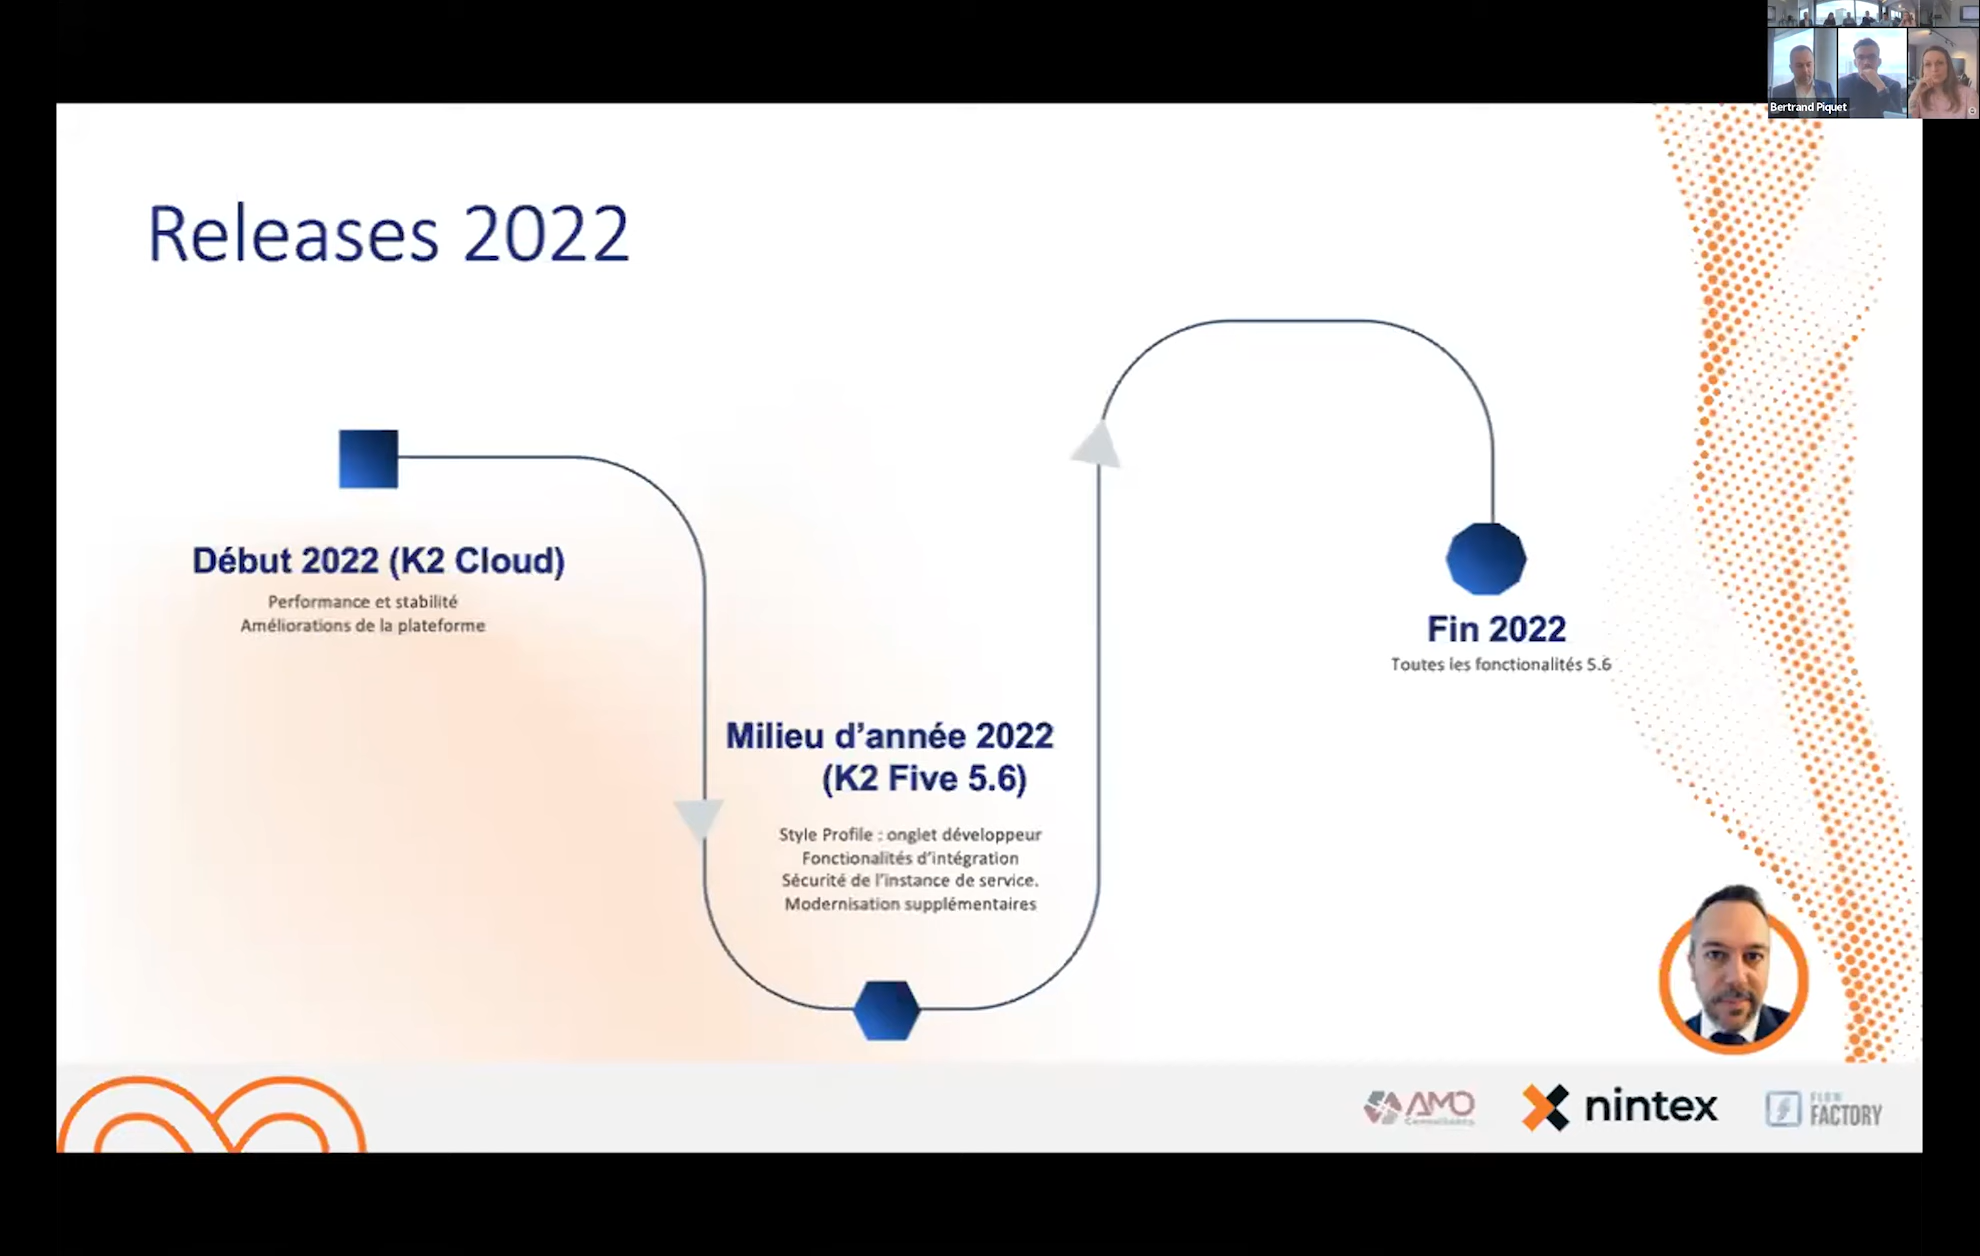 Bertrand Piquet
Releases 2022
Début 2022 (K2 Cloud)
Performance et stabilité
Améliorations de la plateforme
Milieu d’année 2022
(K2 Five 5.6)
Style Profile : onglet développeur
Fonctionalités d’intégration
Sécurité de l’instance de service.
Modernisation supplémentaires
Fin 2022
Toutes les fonctionalités 5.6
AMO
Consultants
nintex
FLOW
FACTORY